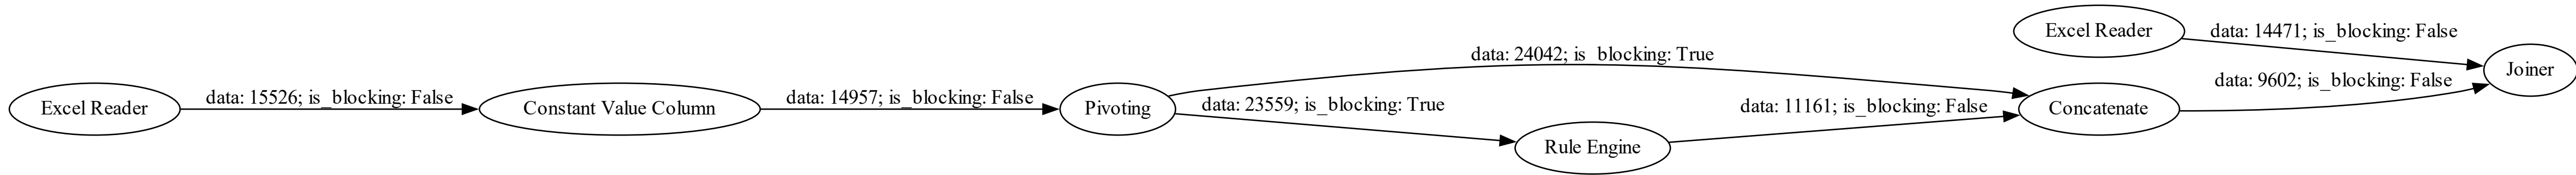 Excel Reader
data: 15526; is_blocking: False
Constant Value Column
data: 14957; is_blocking: False
Pivoting
data: 24042; is_blocking: True
data: 23559; is_blocking: True
Rule Engine
data: 11161; is_blocking: False
Excel Reader
Concatenate
data: 14471; is_blocking: False
data: 9602; is_blocking: False
Joiner